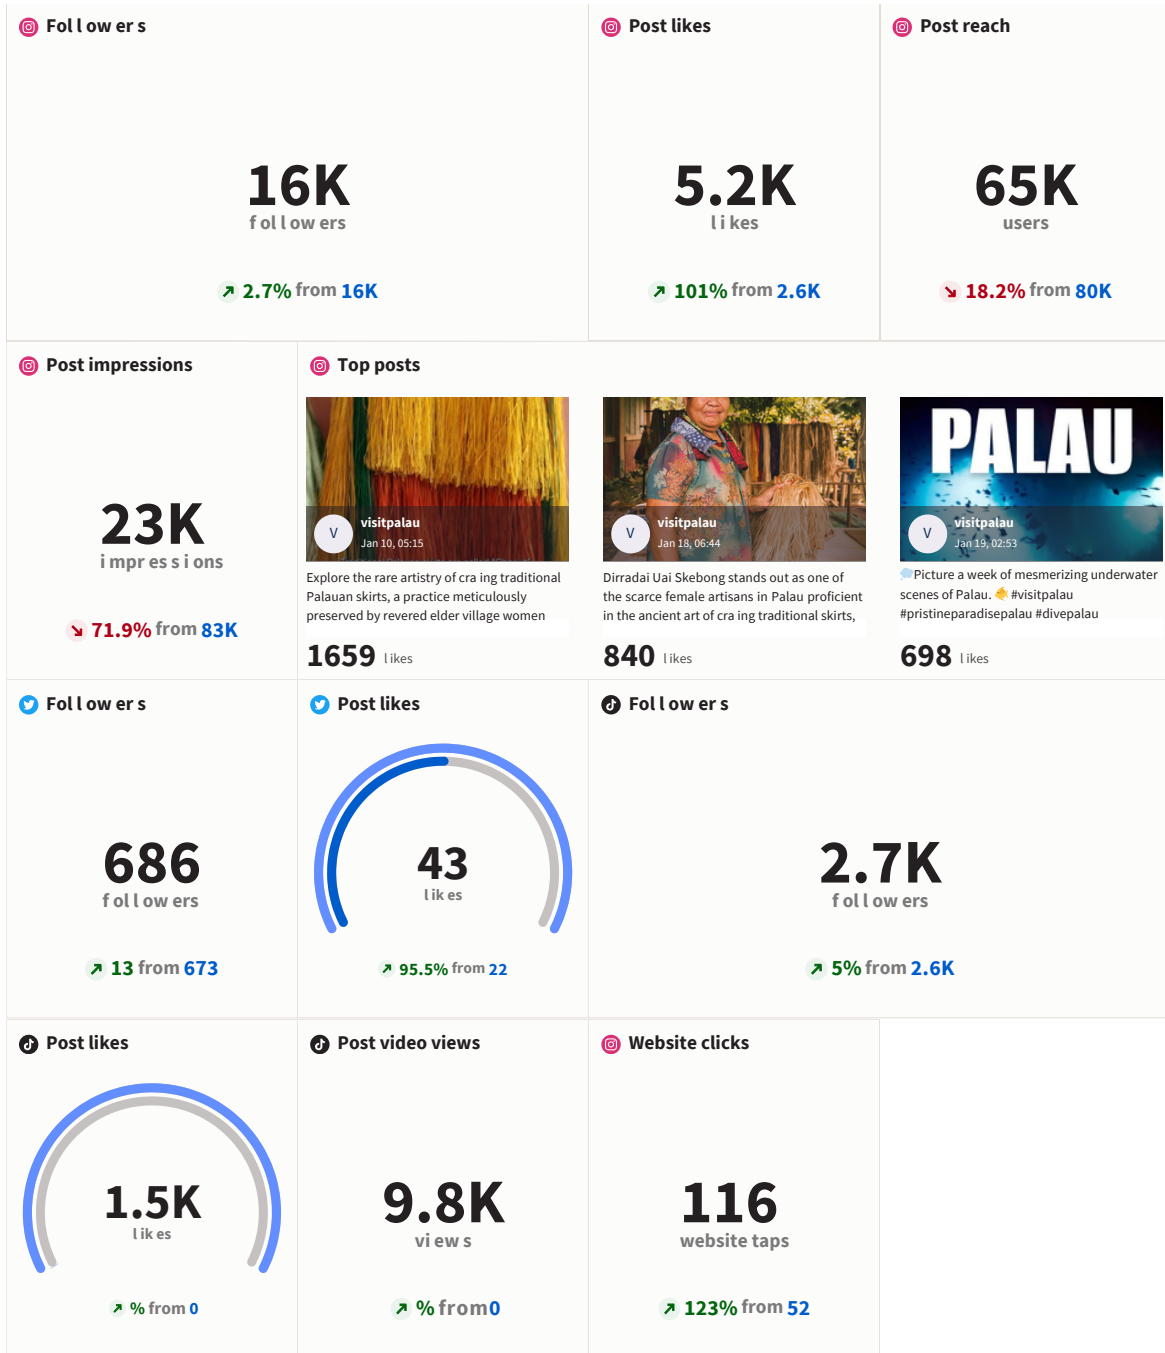 Followers
Post likes
Post reach
16K
followers
2.7% from 16K
5.2K
likes
101% from 2.6K
65K
users
18.2% from 80K
Post impressions
23K
impressions
71.9% from 83K
Top posts
V
visitpalau
Jan 10, 05:15
Explore the rare artistry of cra ing traditional
Palauan skirts, a practice meticulously
preserved by revered elder village women
1659 likes
V
visitpalau
Jan 18, 06:44
Dirradai Uai Skebong stands out as one of
the scarce female artisans in Palau proficient
in the ancient art of cra ing traditional skirts,
840 likes
PALAU
V
visitpalau
Jan 19, 02:53
Picture a week of mesmerizing underwater
scenes of Palau. #visitpalau
#pristineparadisepalau #divepalau
698 likes
Followers
686
followers
13 from 673
Post likes
43
likes
95.5% from 22
Followers
2.7K
followers
5% from 2.6K
Post likes
1.5K
likes
% from 0
Post video views
9.8K
views
% from 0
Website clicks
116
website taps
123% from 52